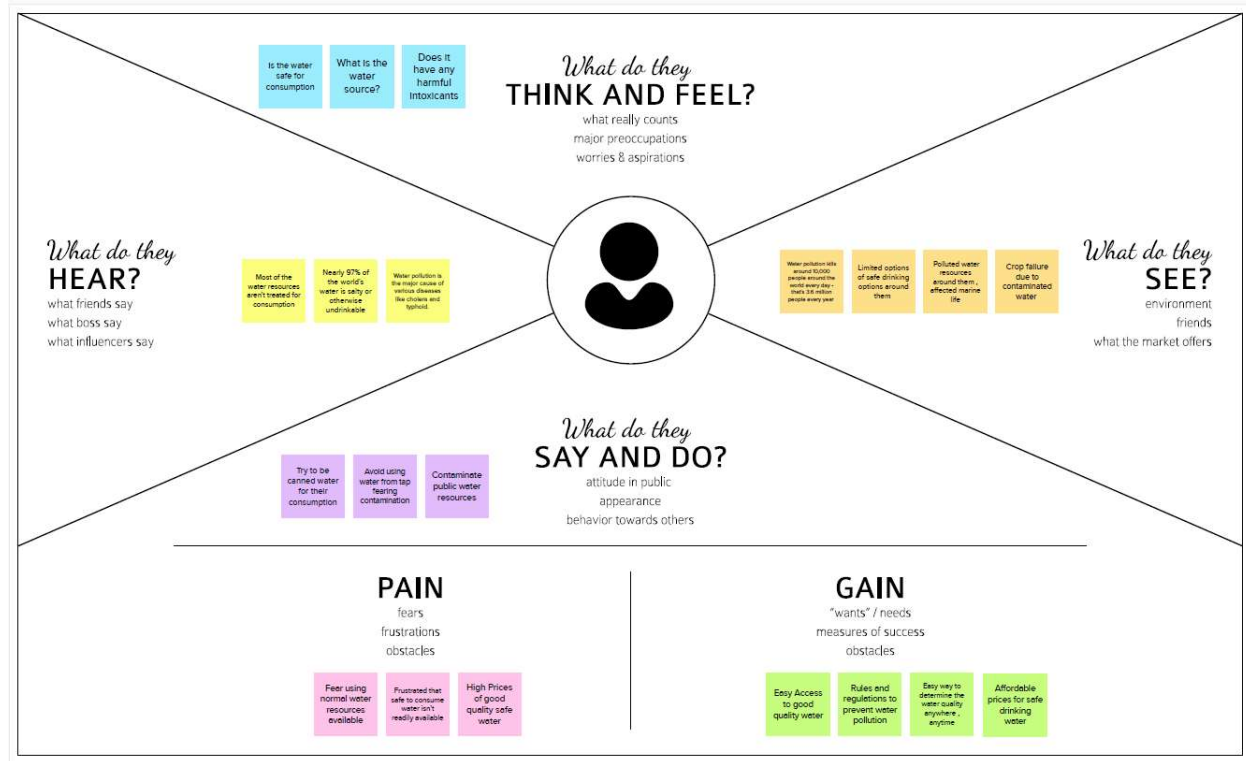 Is the water
safe for
consumption
What is the
water
source?
Does it
have any
harmful
intoxicants
What do they
THINK AND FEEL?
what really counts
major preoccupations
worries & aspirations
What do they
HEAR?
what friends say
what boss say
what influencers say
Most of the
water resources
aren't treated for
consumption
Nearly 97% of
the world's
water is salty or
otherwise
undrinkable
Water pollution is
the major cause of
various diseases
like cholera and
typhoid.
Water pollution kills
around 10,000
people around the
world every day -
that's 3.6 million
people every year
Limited options
of safe drinking
options around
them
Polluted water
resources
around them ,
affected marine
life
Crop failure
due to
contaminated
water
What do they
SEE?
environment
friends
what the market offers
What do they
SAY AND DO?
attitude in public
appearance
behavior towards others
Try to be
canned water
for their
consumption
Avoid using
water from tap
fearing
contamination
Contaminate
public water
resources
PAIN
fears
frustrations
obstacles
Fear using
normal water
resources
available
Frustrated that
safe to consume
water isn't
readily available
High Prices
of good
quality safe
water
GAIN
"wants" / needs
measures of success
obstacles
Easy Access
to good
quality water
Rules and
regulations to
prevent water
pollution
Easy way to
determine the
water quality
anywhere ,
anytime
Affordable
prices for safe
drinking
water